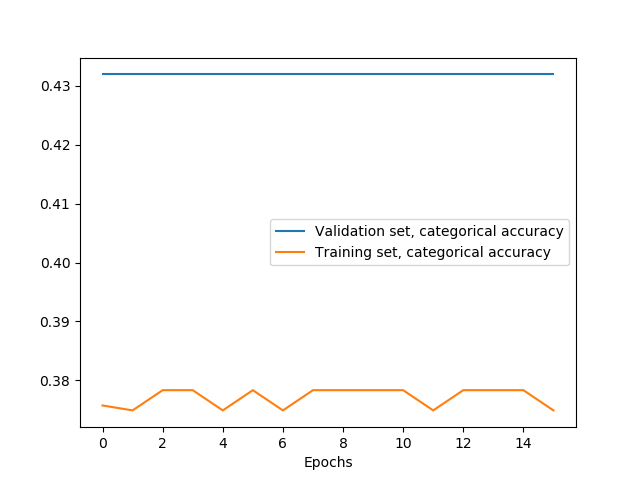 0.43
0.42
0.41
0.40
0.39
0.38
Validation set, categorical accuracy
Training set, categorical accuracy
0 2 4 6 8 10 12 14
Epochs